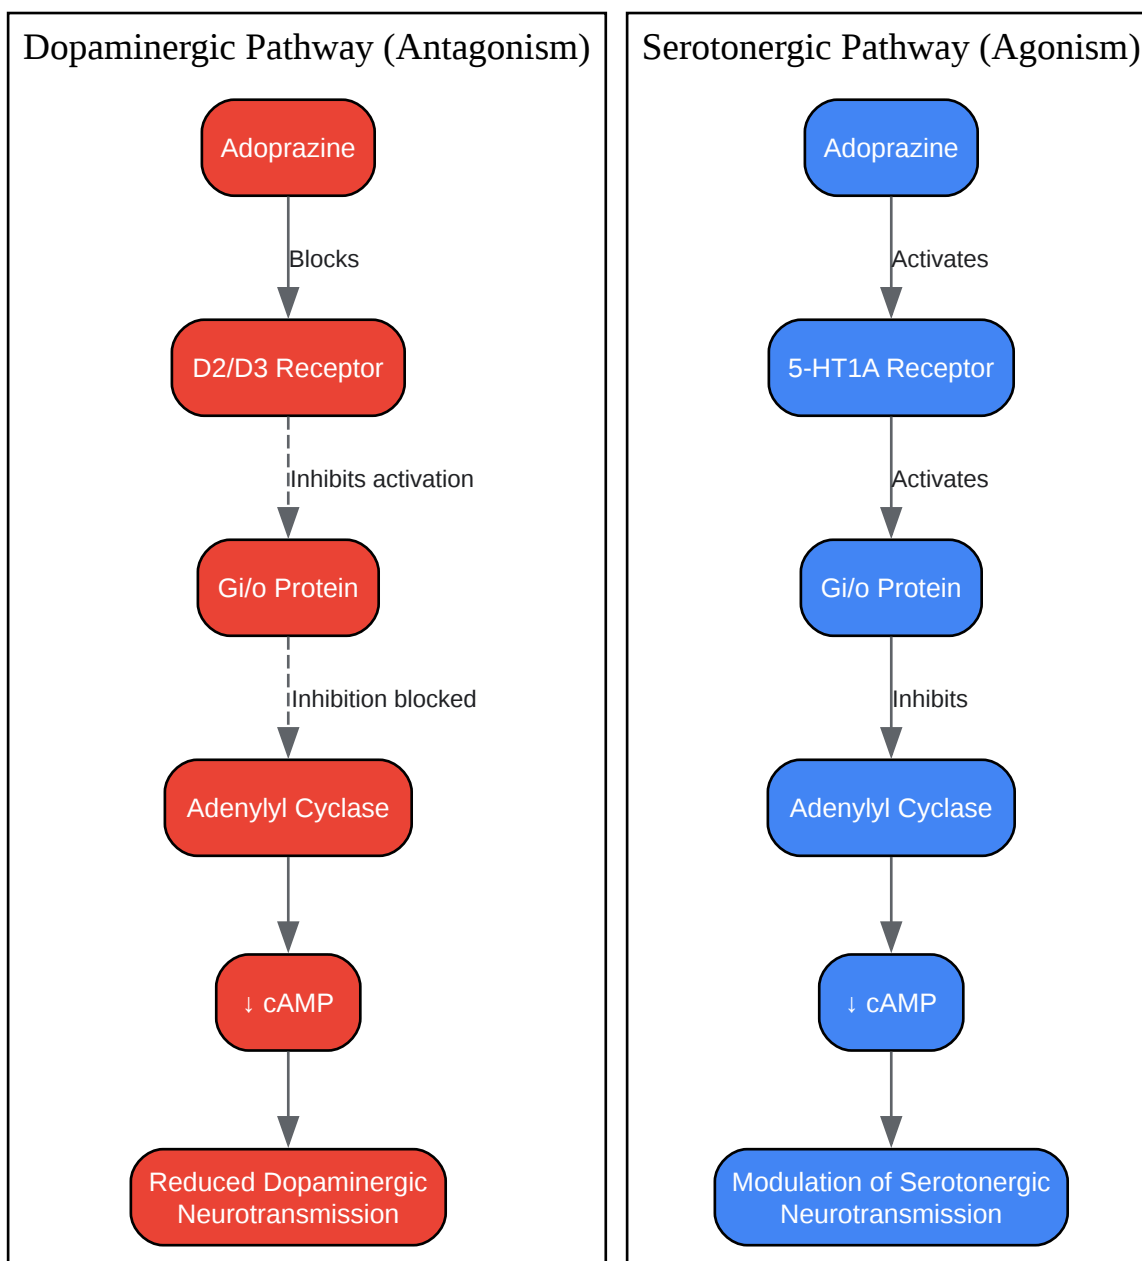 Dopaminergic Pathway (Antagonism)
Adoprazine
Blocks
D2/D3 Receptor
Inhibits activation
Gi/o Protein
Inhibition blocked
Adenylyl Cyclase
↓ cAMP
Reduced Dopaminergic
Neurotransmission
Serotonergic Pathway (Agonism)
Adoprazine
Activates
5-HT1A Receptor
Activates
Gi/o Protein
Inhibits
Adenylyl Cyclase
↓ cAMP
Modulation of Serotonergic
Neurotransmission